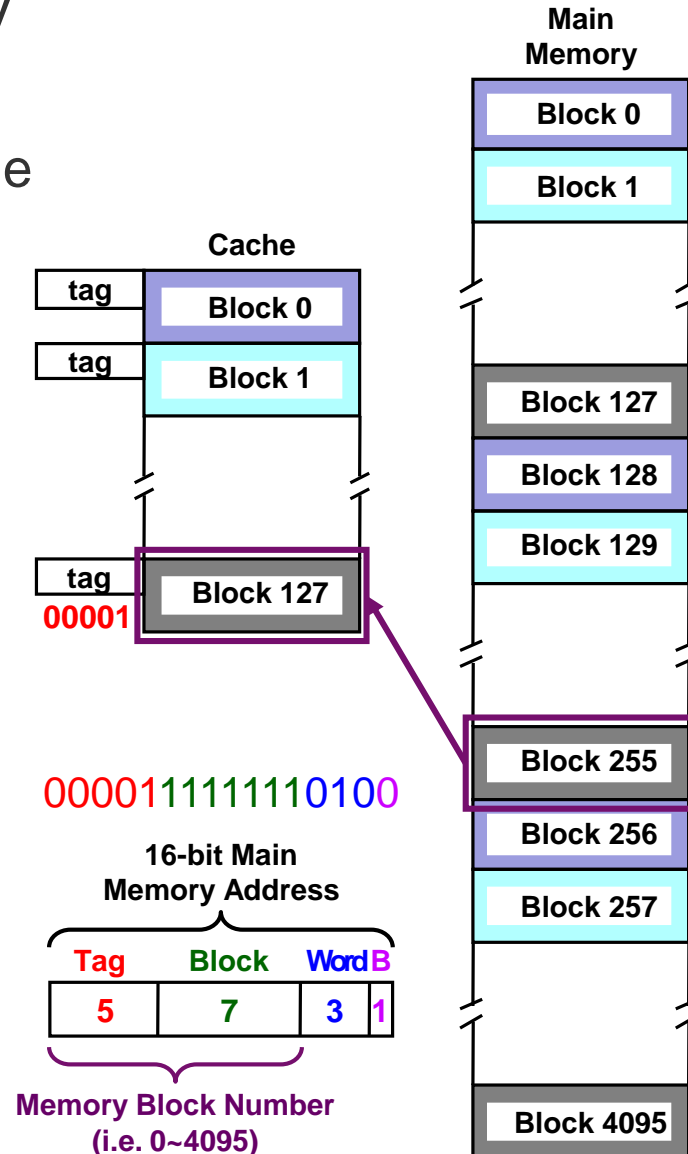 y
e
Main
Memory
Block 0
Block 1
Block 127
Block 128
Block 129
Block 255
Block 256
Block 257
Block 4095
Cache
tag
Block 0
tag
Block 1
tag
Block 127
00001
0000111111110100
16-bit Main
Memory Address
Tag Block Word B
5 7 3 1
Memory Block Number
(i.e. 0~4095)